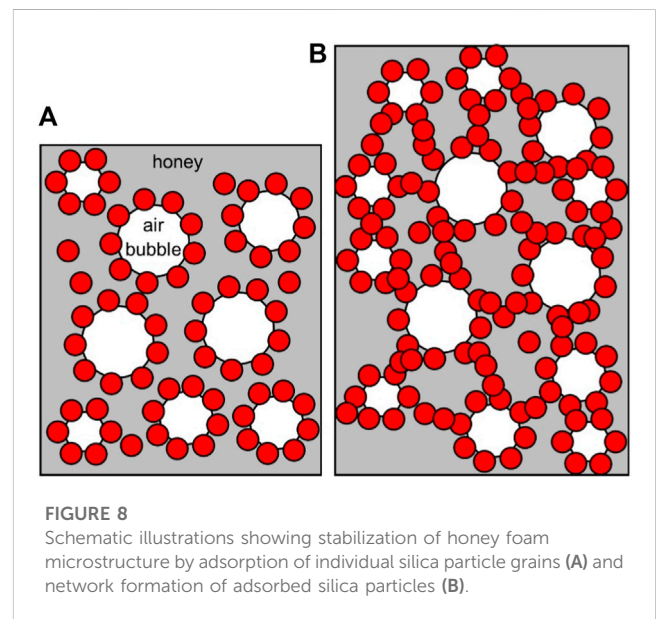 A
B
honey
air
bubble
FIGURE 8
Schematic illustrations showing stabilization of honey foam
microstructure by adsorption of individual silica particle grains (A) and
network formation of adsorbed silica particles (B).